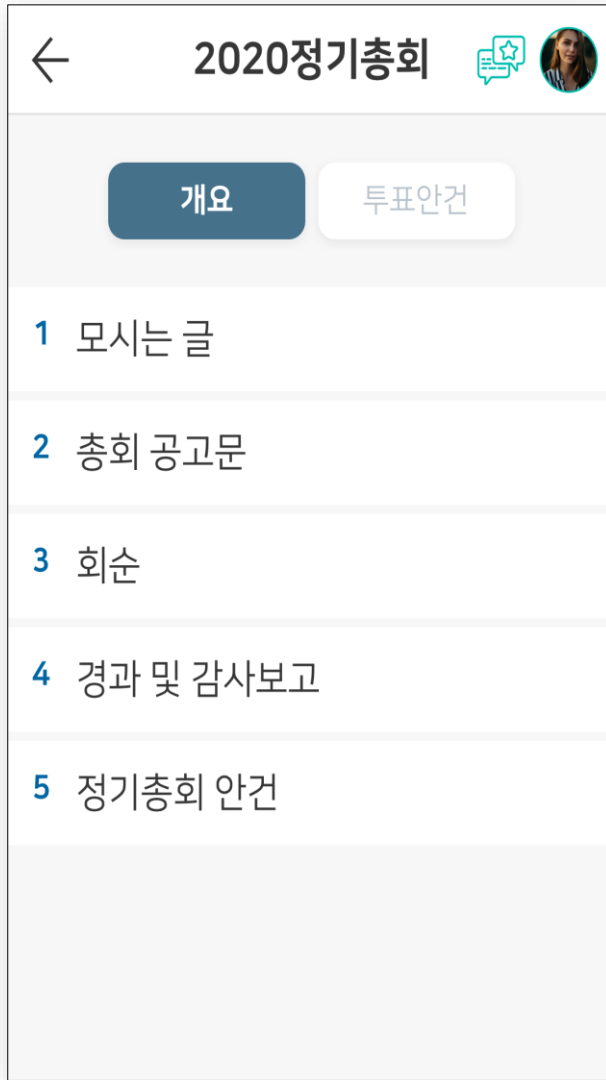 2020정기총회
개요
투표안건
1 모시는 글
2 총회 공고문
3 회순
4 경과 및 감사보고
5 정기총회 안건